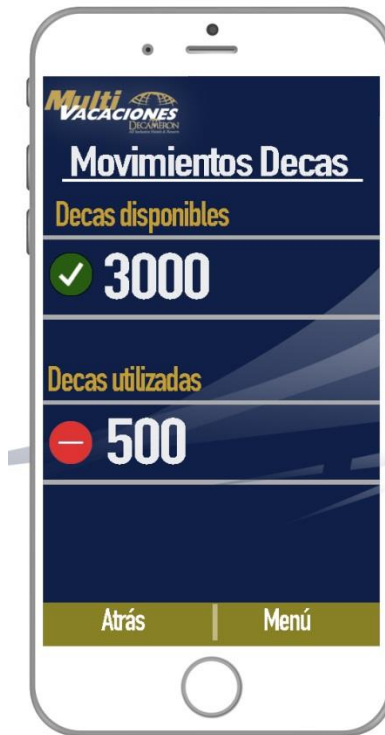 Multi
VACACIONES
DECAMERON
Movimientos Decas
Decas disponibles
3000
Decas utilizadas
500
Atrás
Menú